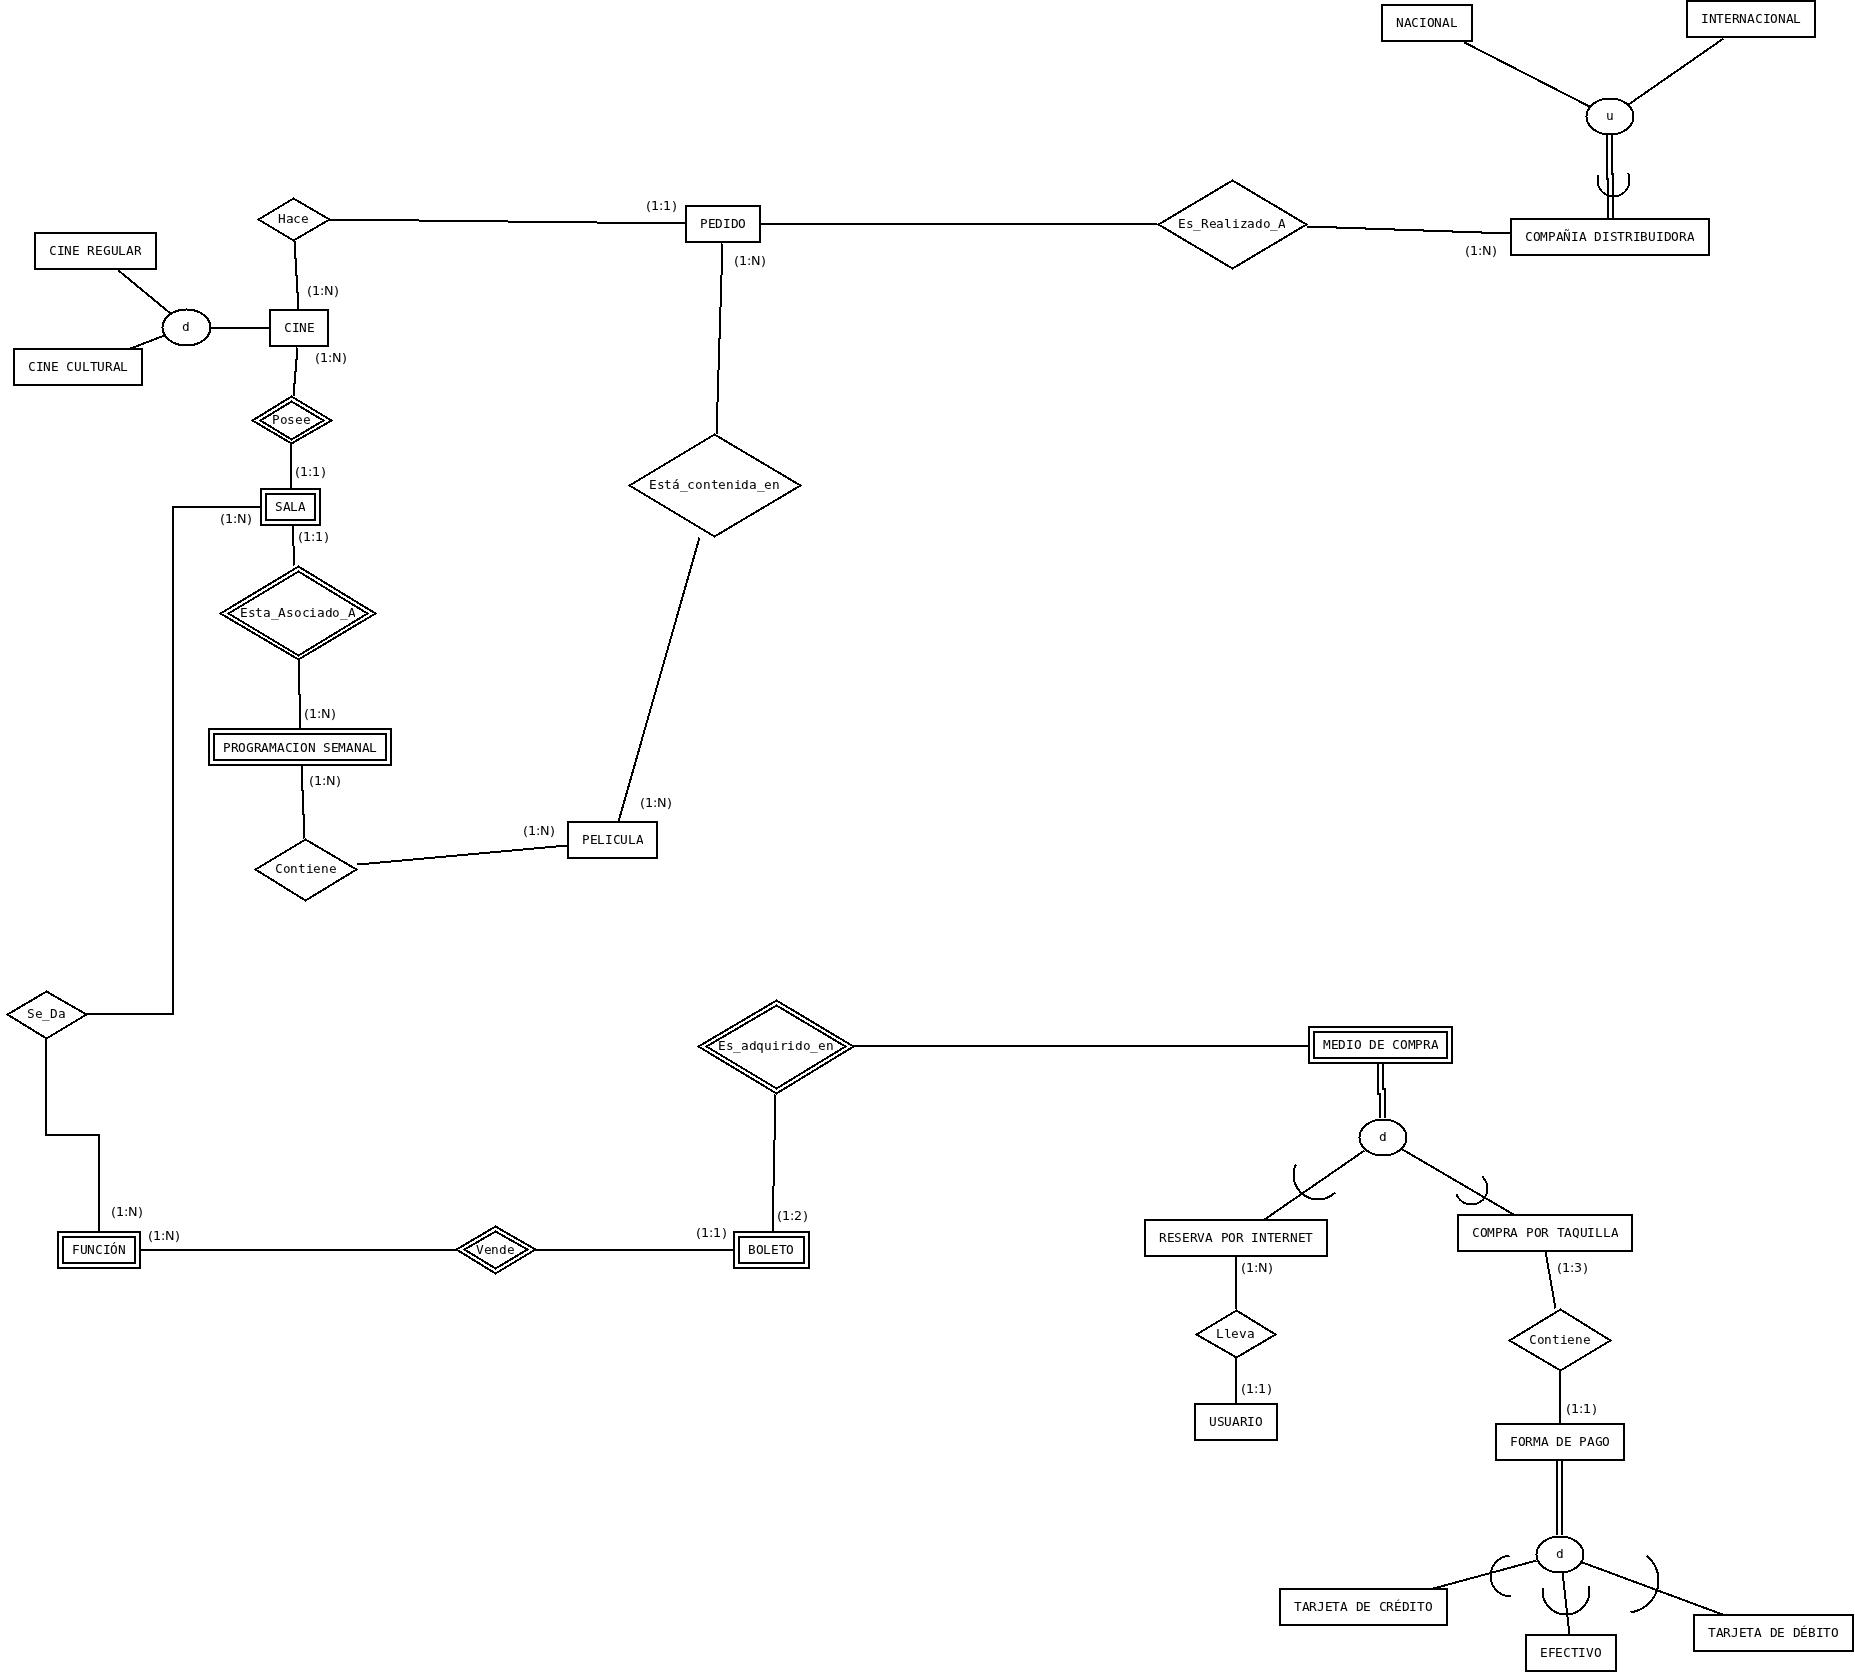 NACIONAL
INTERNACIONAL
u
Hace
(1:1)
PEDIDO
Es_Realizado_A
COMPAÑIA DISTRIBUIDORA
(1:N)
CINE REGULAR
(1:N)
(1:N)
d
CINE
CINE CULTURAL
(1:N)
Posee
(1:1)
SALA
(1:N)
(1:1)
Está_contenida_en
Esta_Asociado_A
(1:N)
PROGRAMACION SEMANAL
(1:N)
(1:N)
(1:N)
PELICULA
Contiene
Se_Da
Es_adquirido_en
MEDIO DE COMPRA
d
(1:N)
FUNCIÓN
(1:N)
Vende
(1:1)
(1:2)
BOLETO
RESERVA POR INTERNET
COMPRA POR TAQUILLA
(1:N)
(1:3)
Lleva
Contiene
(1:1)
(1:1)
USUARIO
FORMA DE PAGO
d
TARJETA DE CRÉDITO
EFECTIVO
TARJETA DE DÉBITO